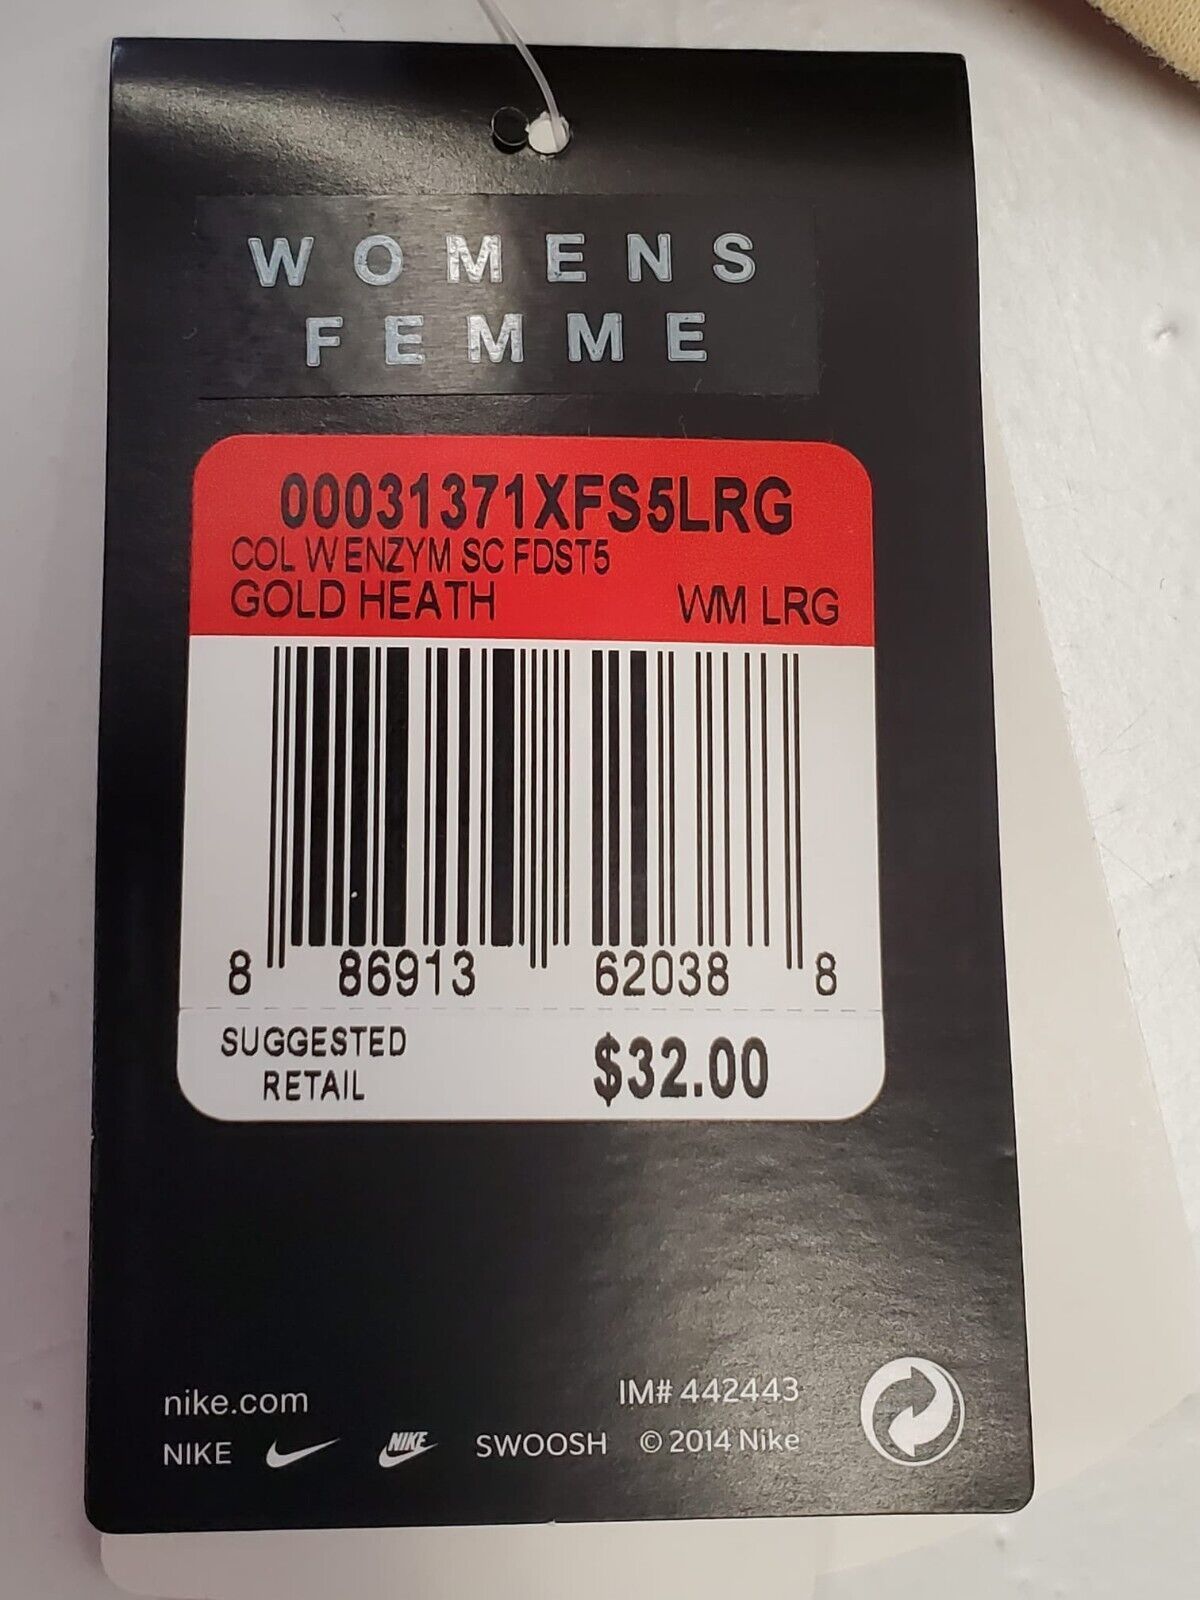 WOMENS
FEMME
00031371XFS5LRG
COL W ENZYM SC FDST5
GOLD HEATH WM LRG
8 86913 62038 8
SUGGESTED RETAIL $32.00
nike.com IM# 442443
NIKE NIKE SWOOSH © 2014 Nike